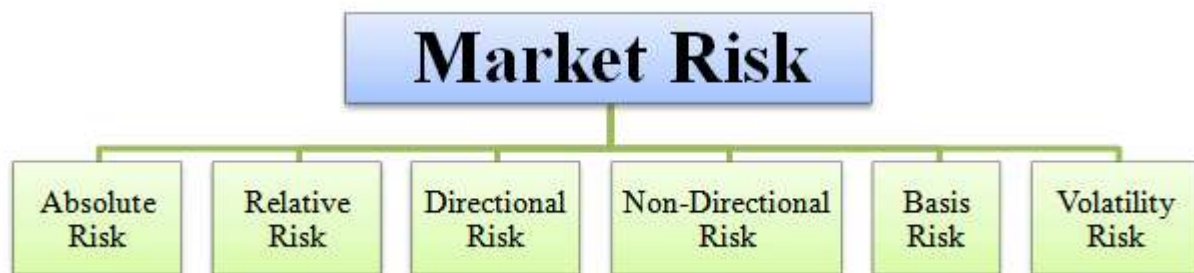 Market Risk
Absolute
Risk
Relative
Risk
Directional
Risk
Non-Directional
Risk
Basis
Risk
Volatility
Risk